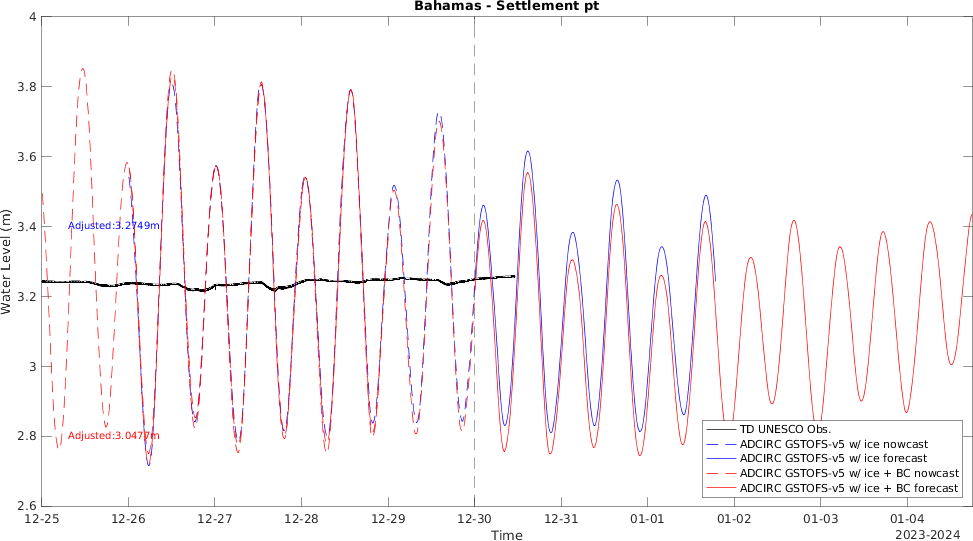 Bahamas - Settlement pt
4
3.8
3.6
3.4
3.2
3
2.8
2.6
Water Level (m)
Adjusted:3.2749m
Adjusted:3.0477m
TD UNESCO Obs.
ADCIRC GSTOFS-v5 w/ ice nowcast
ADCIRC GSTOFS-v5 w/ ice forecast
ADCIRC GSTOFS-v5 w/ ice + BC nowcast
ADCIRC GSTOFS-v5 w/ ice + BC forecast
12-25 12-26 12-27 12-28 12-29 12-30 12-31 01-01 01-02 01-03 01-04
Time
2023-2024